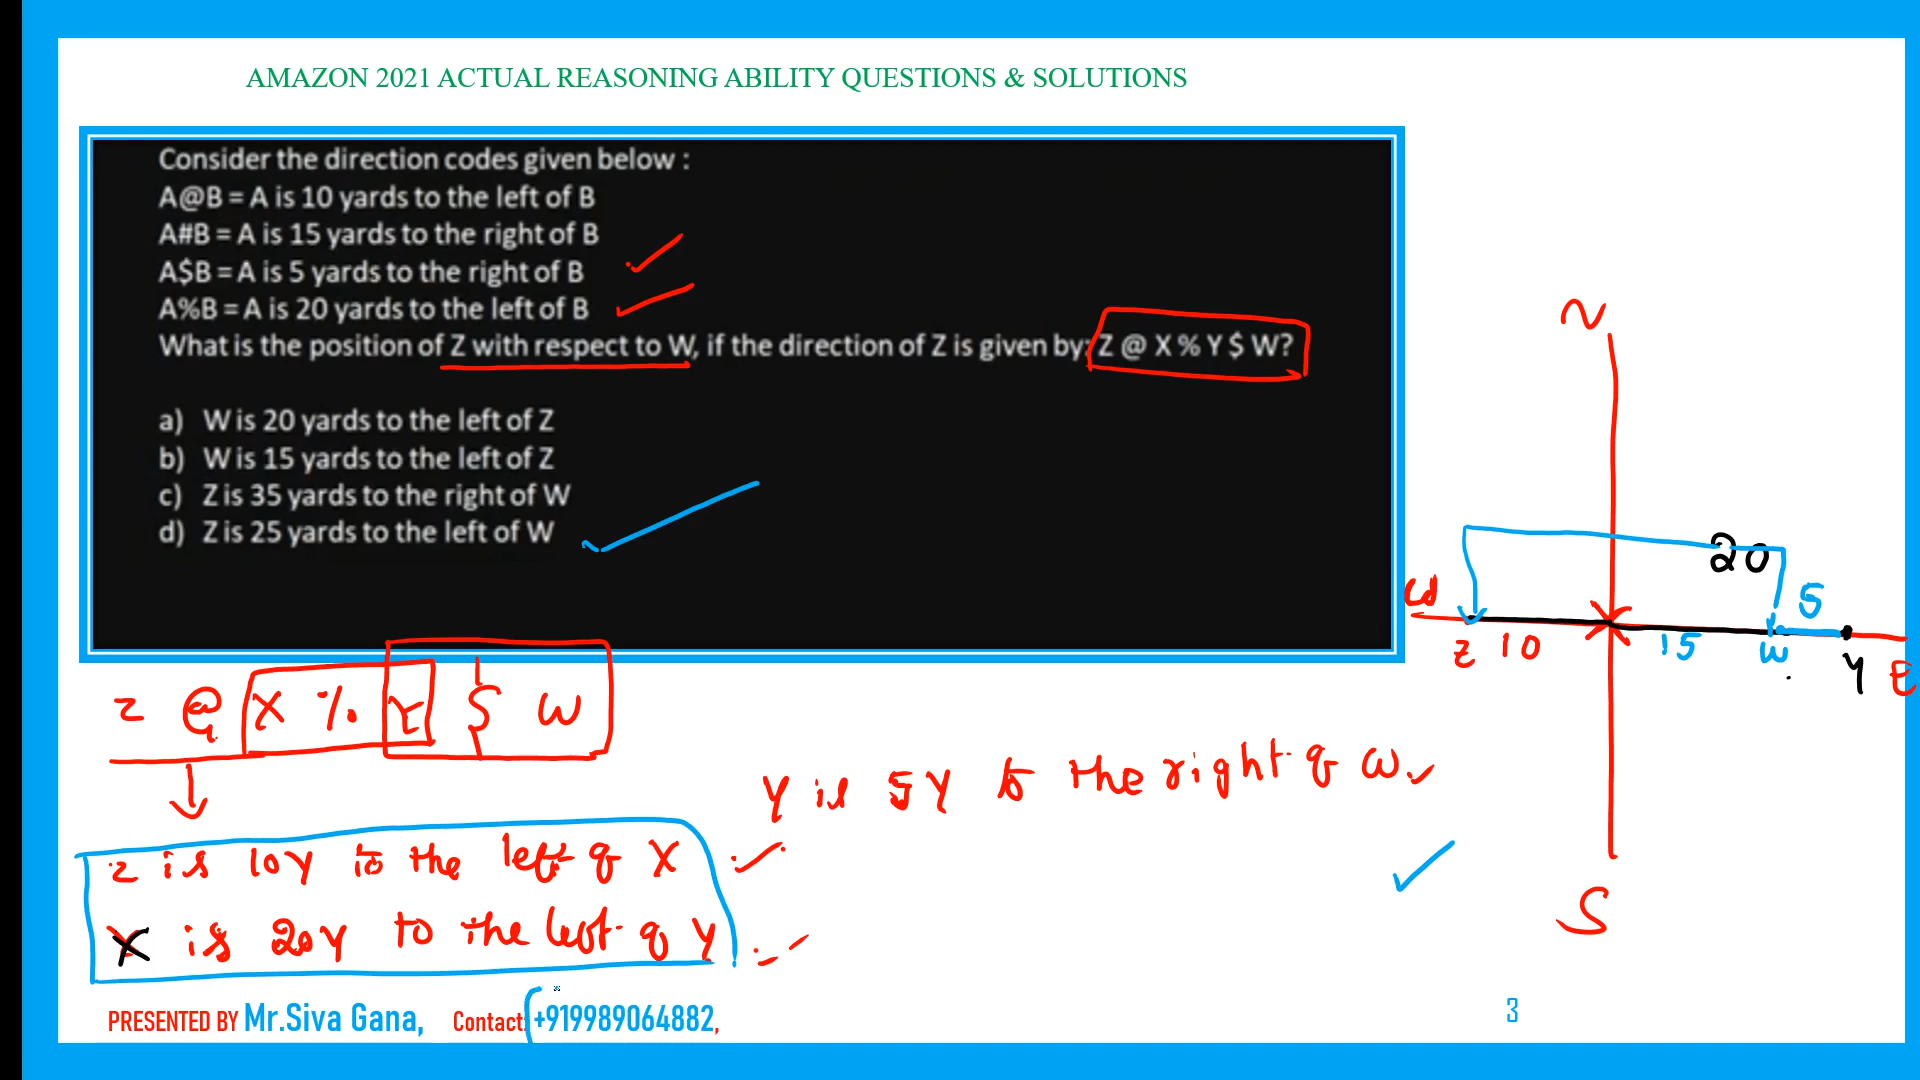 AMAZON 2021 ACTUAL REASONING ABILITY QUESTIONS & SOLUTIONS
Consider the direction codes given below :
A@B = A is 10 yards to the left of B
A#B = A is 15 yards to the right of B
A$B = A is 5 yards to the right of B
A%B = A is 20 yards to the left of B
What is the position of Z with respect to W, if the direction of Z is given by: Z @ X % Y $ W?
a) W is 20 yards to the left of Z
b) W is 15 yards to the left of Z
c) Z is 35 yards to the right of W
d) Z is 25 yards to the left of W
N
20
5
Z 10 15 W Y E
S
Z @ X % Y $ W
Y is 5Y to the right of W
Z is 10Y to the left of X
X is 20Y to the left of Y
PRESENTED BY Mr.Siva Gana, Contact: +919989064882,
3